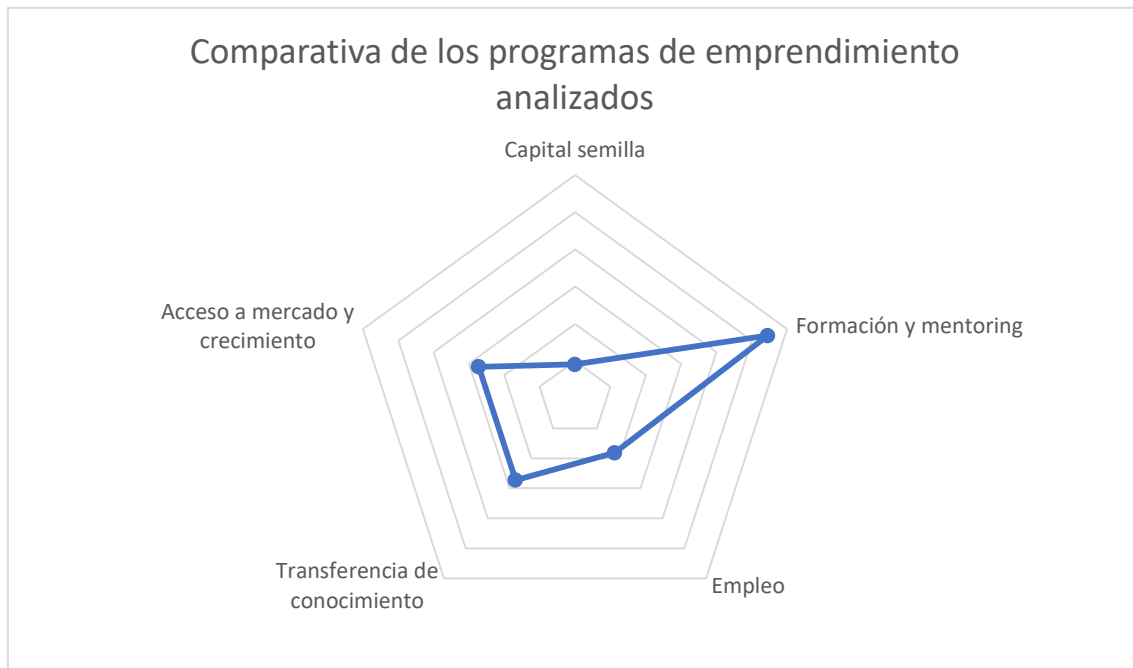 Comparativa de los programas de emprendimiento
analizados
Capital semilla
Formación y mentoring
Empleo
Transferencia de
conocimiento
Acceso a mercado y
crecimiento